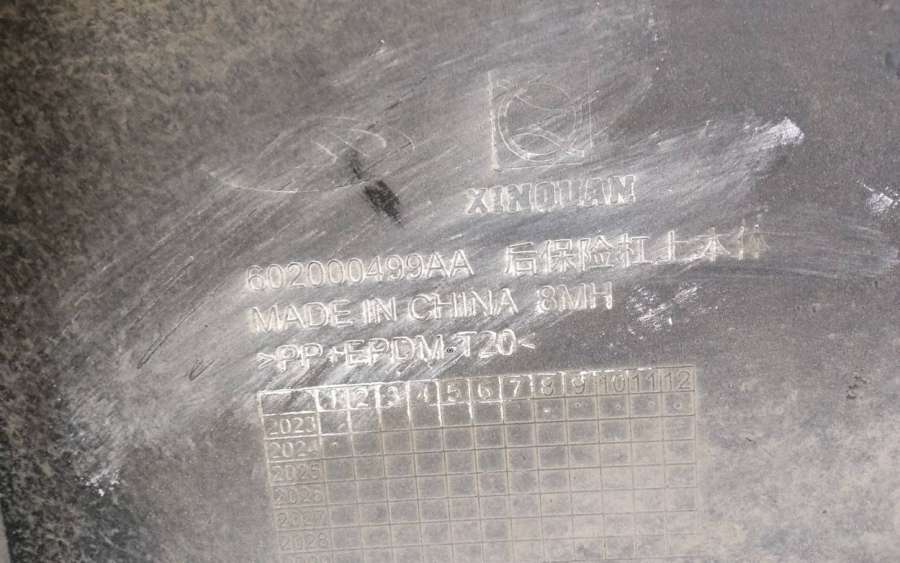 XINQUAN
602000499AA 后保险杠上本体
MADE IN CHINA 8MH
>PP+EPDM-T20<
1 2 3 4 5 6 7 8 9 10 11 12
2023
2024
2025
2026
2027
2028